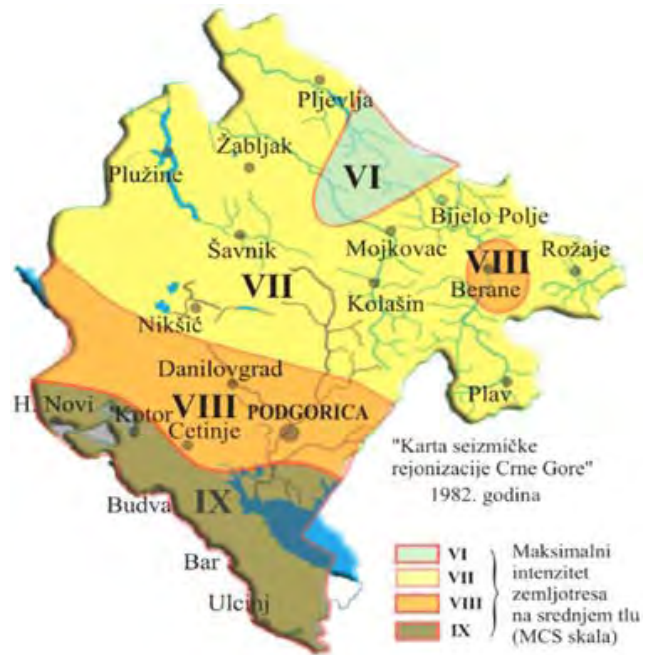 Pljevlja
Žabljak
Plužine
VI
Bijelo Polje
Šavnik
Mojkovac
VIII
Rožaje
VII
Berane
Kolašin
Nikšić
Danilovgrad
Plav
H. Novi
Kotor
VIII
PODGORICA
Cetinje
"Karta seizmičke
rejonizacije Crne Gore"
1982. godina
Budva
IX
Bar
Ulcinj
VI
VII
VIII
IX
Maksimalni
intenzitet
zemljotresa
na srednjem tlu
(MCS skala)